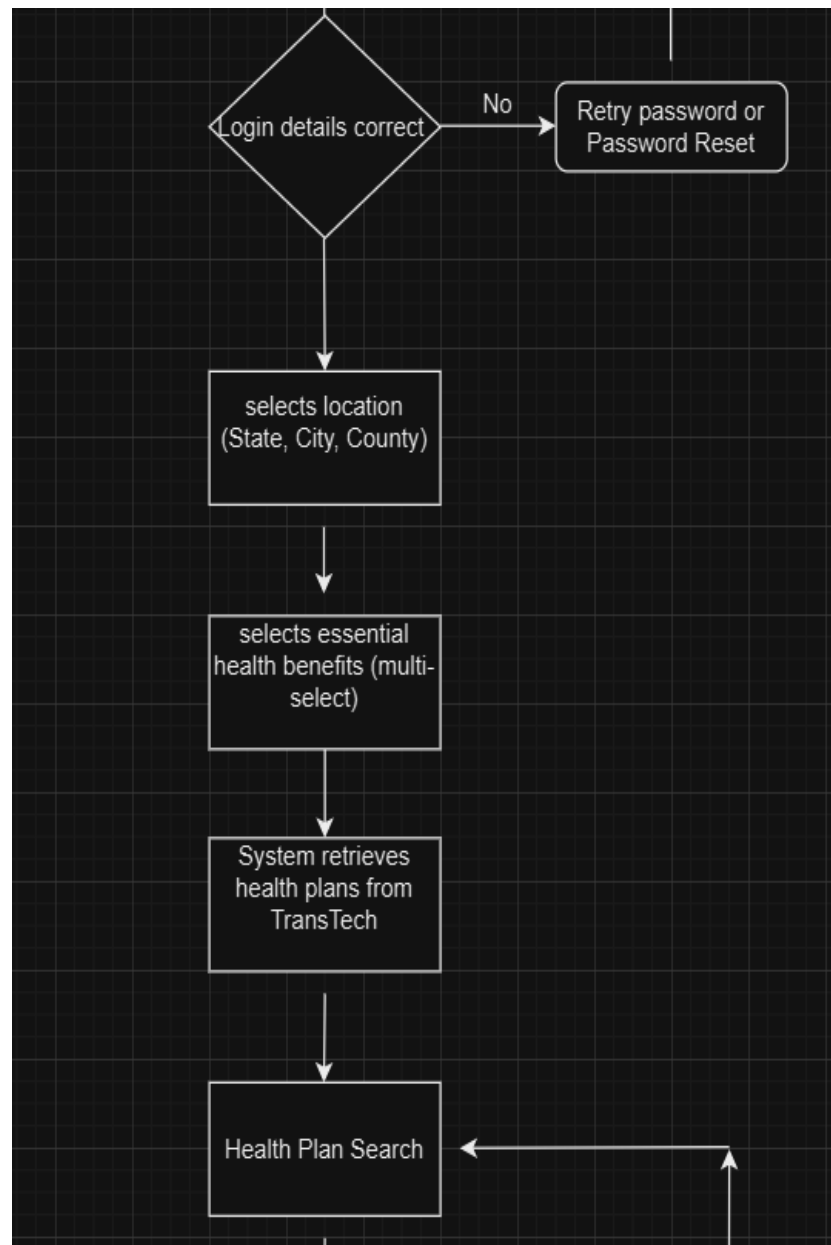 Login details correct
No
Retry password or
Password Reset
selects location
(State, City, County)
selects essential
health benefits (multi-
select)
System retrieves
health plans from
TransTech
Health Plan Search